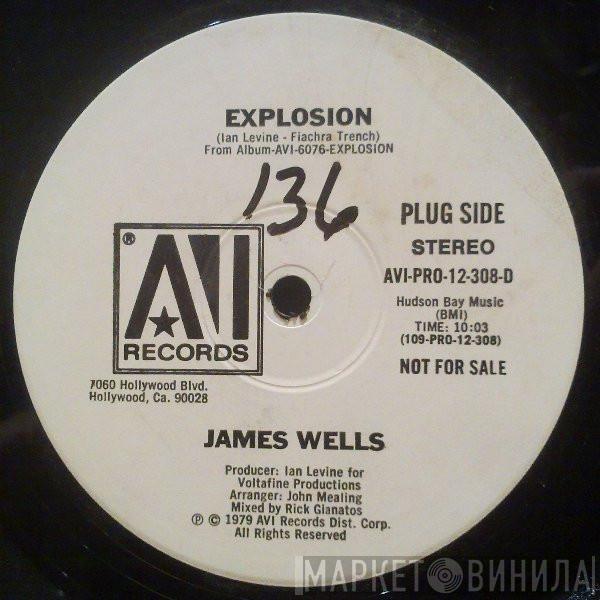 EXPLOSION
(Ian Levine - Fiachra Trench)
From Album-AVI-6076-EXPLOSION
136
PLUG SIDE
STEREO
AVI-PRO-12-308-D
Hudson Bay Music
(BMI)
TIME: 10:03
(109-PRO-12-308)
NOT FOR SALE
®
AVI
RECORDS
7060 Hollywood Blvd.
Hollywood, Ca. 90028
JAMES WELLS
Producer: Ian Levine for
Voltafine Productions
Arranger: John Mealing
Mixed by Rick Gianatos
℗ © 1979 AVI Records Dist. Corp.
All Rights Reserved
МАРКЕТ ВИНИЛА